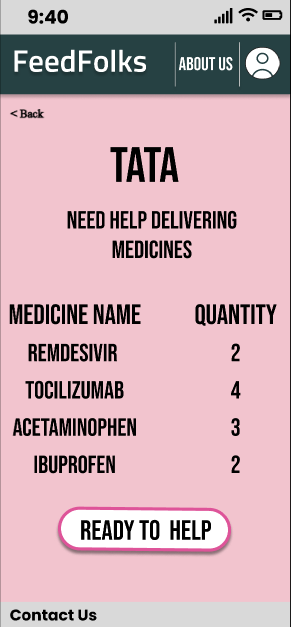 9:40
FeedFolks ABOUT US
< Back
TATA
NEED HELP DELIVERING
MEDICINES
MEDICINE NAME QUANTITY
REMDESIVIR 2
TOCILIZUMAB 4
ACETAMINOPHEN 3
IBUPROFEN 2
READY TO HELP
Contact Us